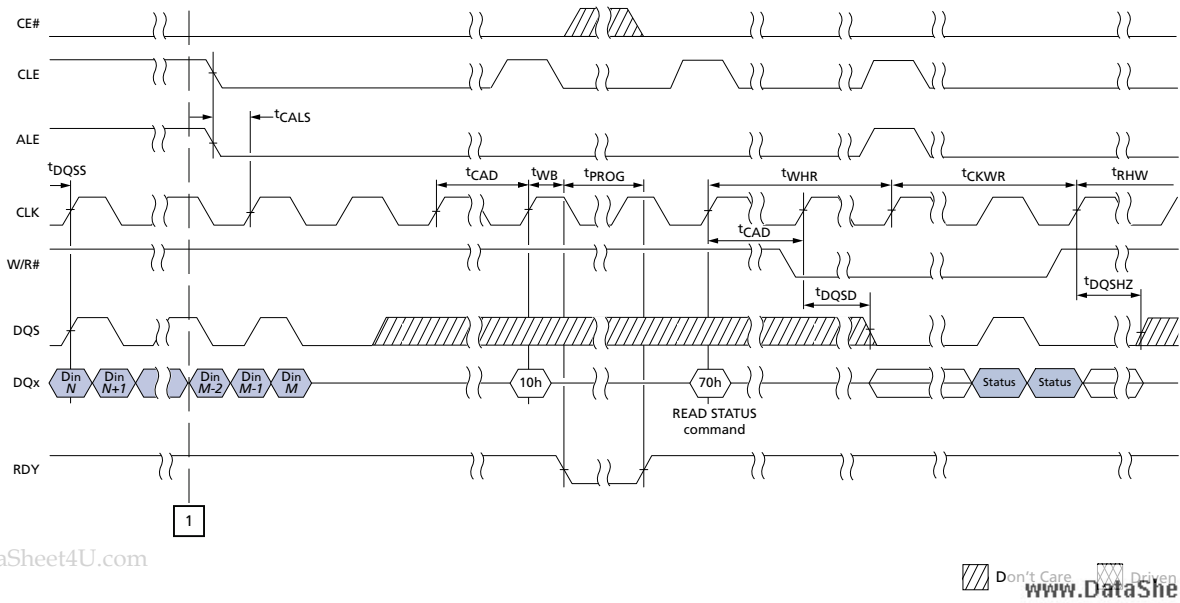 CE#
CLE
tCALS
ALE
tDQSS
tCAD
tWB
tPROG
tWHR
tCKWR
tRHW
CLK
tCAD
W/R#
tDQSD
tDQSHZ
DQS
DQx
Din N
Din N+1
Din M-2
Din M-1
Din M
10h
70h
Status
Status
READ STATUS
command
RDY
1
aSheet4U.com
Don't Care
Driven
www.DataShe